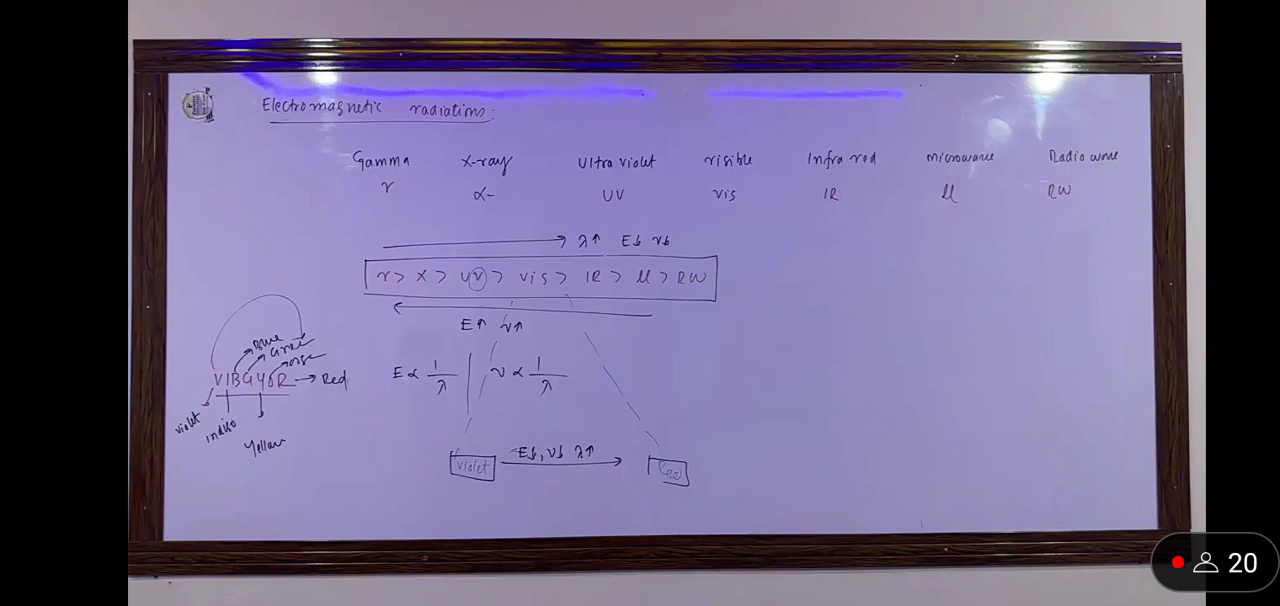 Electromagnetic radiations:
Gamma X-ray Ultra violet visible Infra red microwave Radio wave
γ x- UV vis IR μ RW
λ↑ E↓ ν↓
γ > X > UV > Vis > IR > μ > RW
E↑ ν↑
Blue
Green
VIBGYOR → Red
violet
indigo
Yellow
E ∝ 1/λ | ν ∝ 1/λ
E↓, ν↓ λ↑
violet Red
20